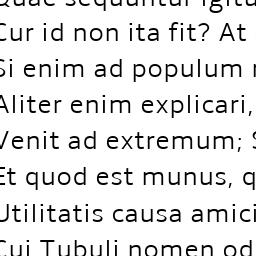 Quae sequuntur igitu
Cur id non ita fit? At
Si enim ad populum
Aliter enim explicari,
Venit ad extremum;
Et quod est munus, q
Utilitatis causa amici
Cui Tubuli nomen od